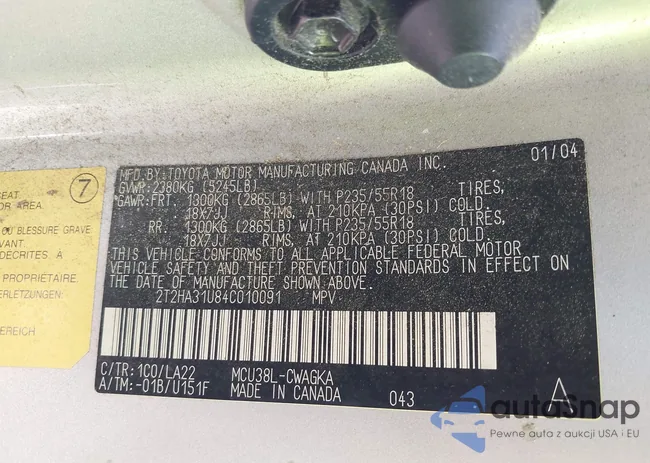 7
SEAT
OR AREA
OU BLESSURE GRAVE
AVANT.
DECRITES. A
PROPRIETAIRE.
ERLETZUNGEN
BEREICH
MFD.BY:TOYOTA MOTOR MANUFACTURING CANADA INC. 01/04
GVWR:2380KG (5245LB)
GAWR:FRT. 1300KG (2865LB) WITH P235/55R18 TIRES,
18X7JJ RIMS, AT 210KPA (30PSI) COLD.
RR. 1300KG (2865LB) WITH P235/55R18 TIRES,
18X7JJ RIMS, AT 210KPA (30PSI) COLD.
THIS VEHICLE CONFORMS TO ALL APPLICABLE FEDERAL MOTOR
VEHICLE SAFETY AND THEFT PREVENTION STANDARDS IN EFFECT ON
THE DATE OF MANUFACTURE SHOWN ABOVE.
2T2HA31U84C010091 MPV
C/TR:1C0/LA22 MCU38L-CWAGKA
A/TM:-01B/U151F MADE IN CANADA 043
autoSnap
Pewne auta z aukcji USA i EU